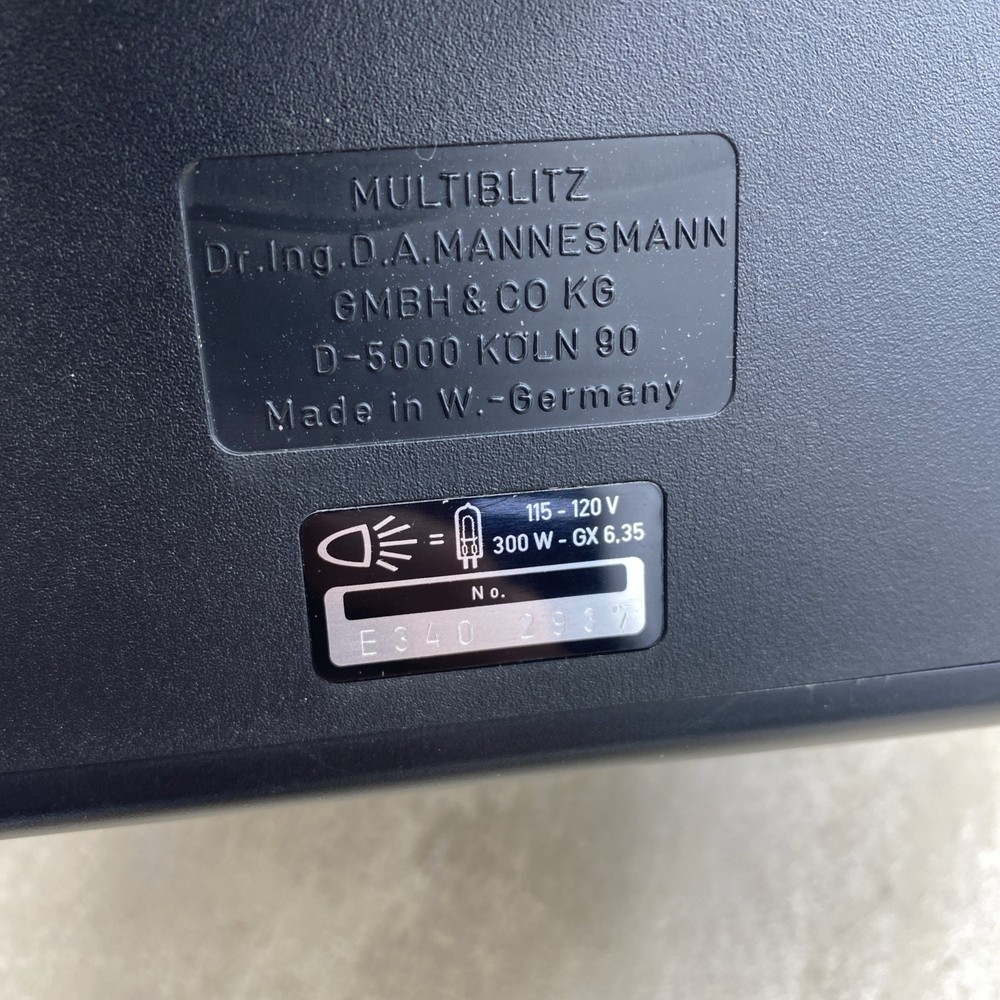 MULTIBLITZ
Dr.Ing.D.A.MANNESMANN
GMBH & CO KG
D-5000 KÖLN 90
Made in W.-Germany
115 - 120 V
= 300 W - GX 6.35
No.
E340 2937